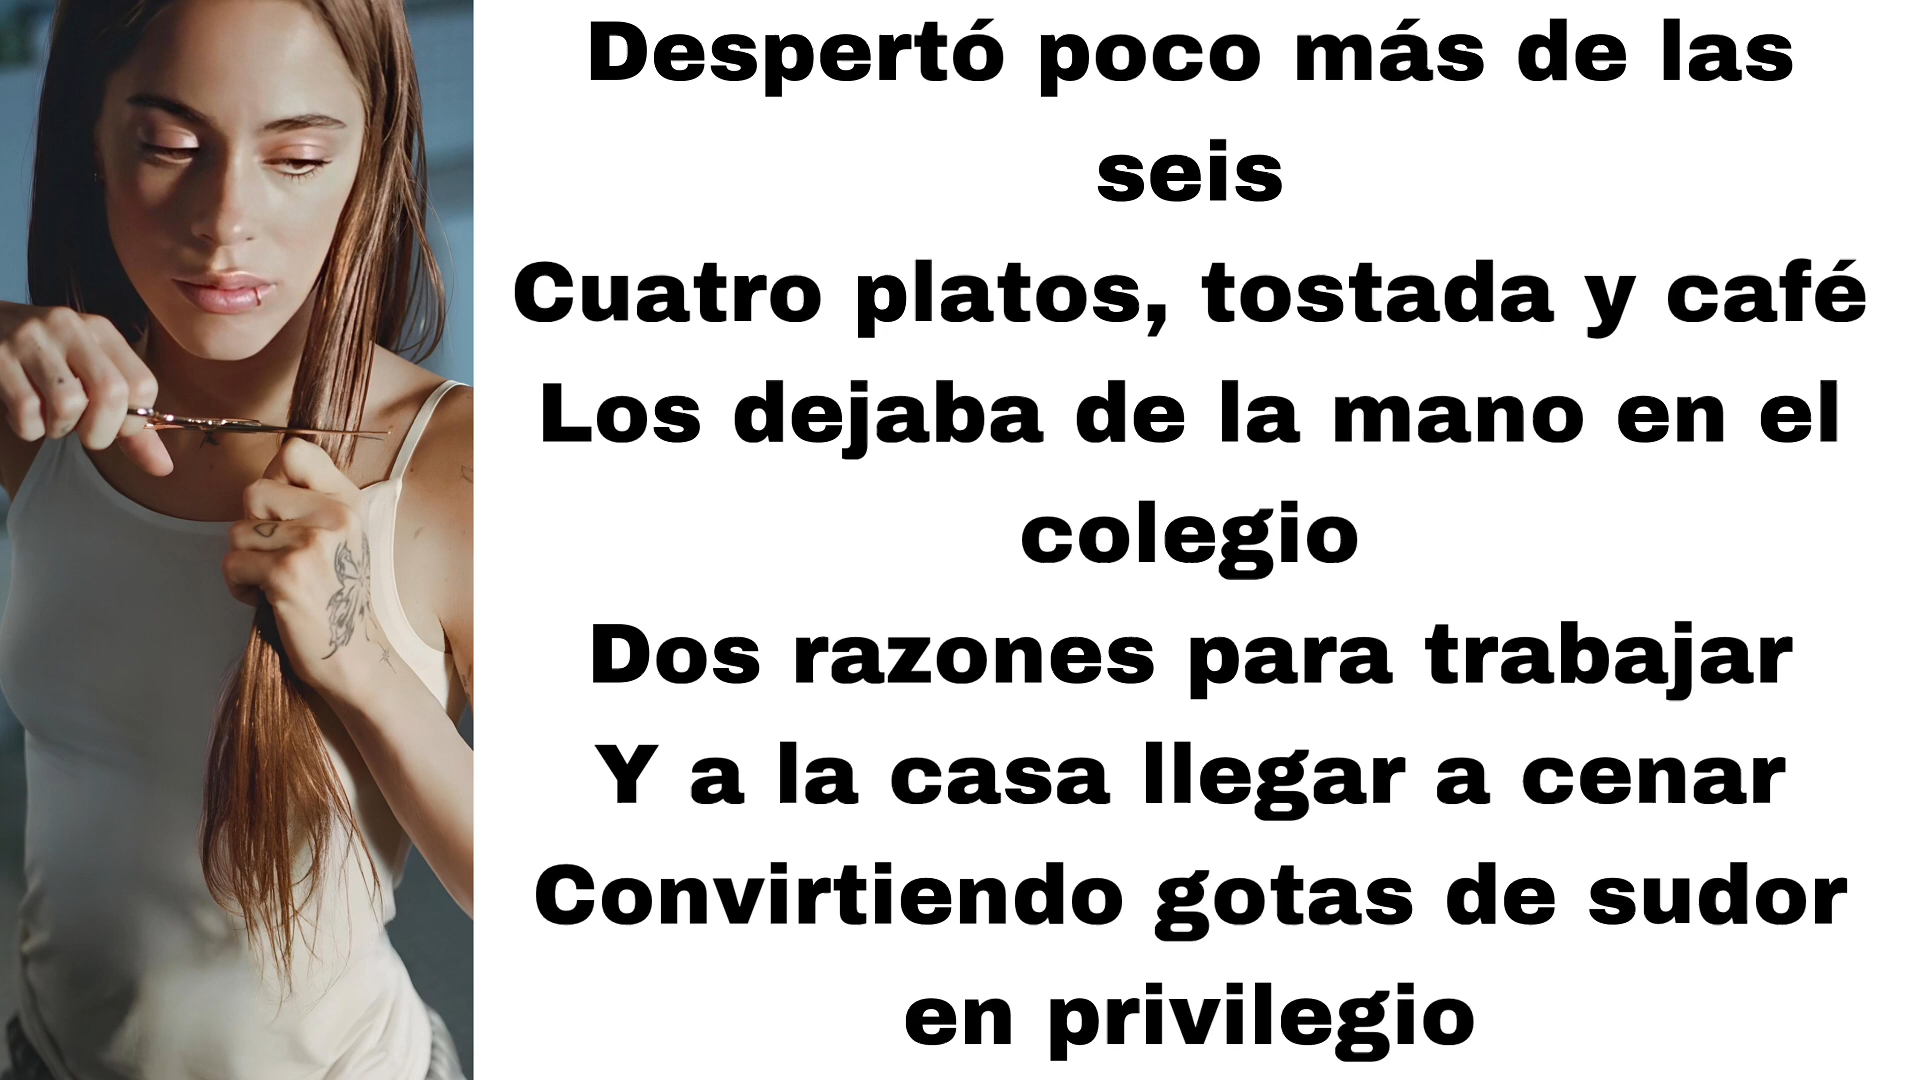 Despertó poco más de las
seis
Cuatro platos, tostada y café
Los dejaba de la mano en el
colegio
Dos razones para trabajar
Y a la casa llegar a cenar
Convirtiendo gotas de sudor
en privilegio